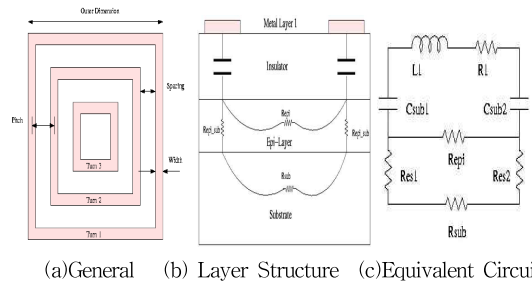 Outer Dimension
Spacing
Pitch
Width
Turn 3
Turn 2
Turn 1
Metal Layer 1
Insulator
Repi
Repi_sub
Repi_sub
Epi-Layer
Rsub
Substrate
L1
R1
Csub1
Csub2
Repi
Res1
Res2
Rsub
(a)General (b) Layer Structure (c)Equivalent Circui